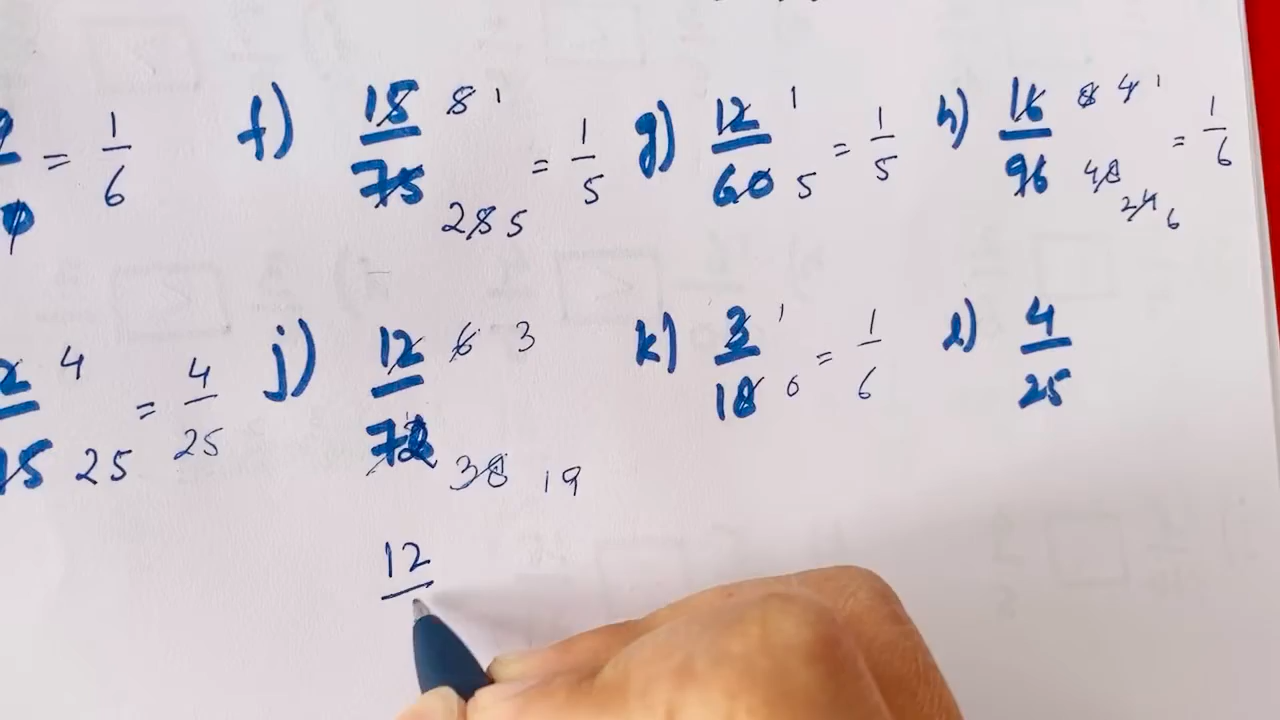 = 1/6 f) 18/75 8 1 25 5 = 1/5 g) 12/60 1 5 = 1/5 h) 16/96 8 4 1 48 24 6 = 1/6
4 25 = 4/25 j) 12/72 6 3 38 19 k) 3/18 1 6 = 1/6 l) 4/25
12